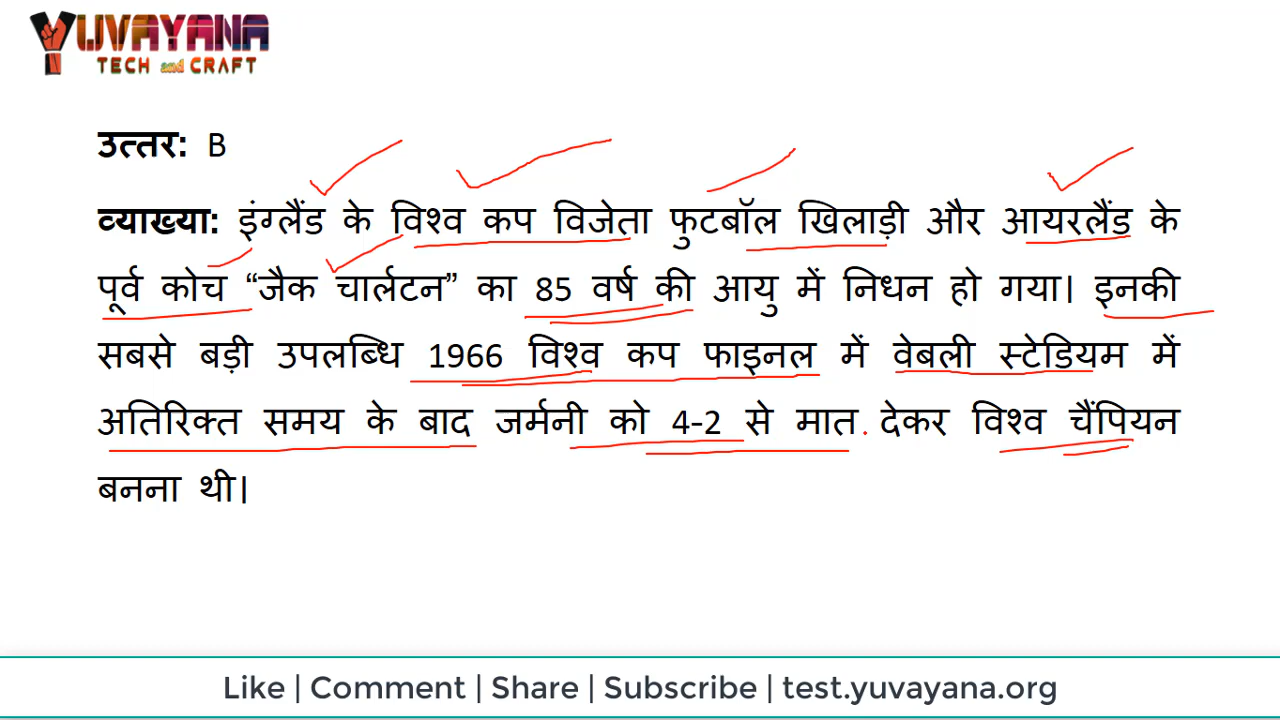 YUVAYANA
TECH and CRAFT
उत्तर: B
व्याख्या: इंग्लैंड के विश्व कप विजेता फुटबॉल खिलाड़ी और आयरलैंड के
पूर्व कोच “जैक चार्लटन” का 85 वर्ष की आयु में निधन हो गया। इनकी
सबसे बड़ी उपलब्धि 1966 विश्व कप फाइनल में वेबली स्टेडियम में
अतिरिक्त समय के बाद जर्मनी को 4-2 से मात देकर विश्व चैंपियन
बनना थी।
Like | Comment | Share | Subscribe | test.yuvayana.org